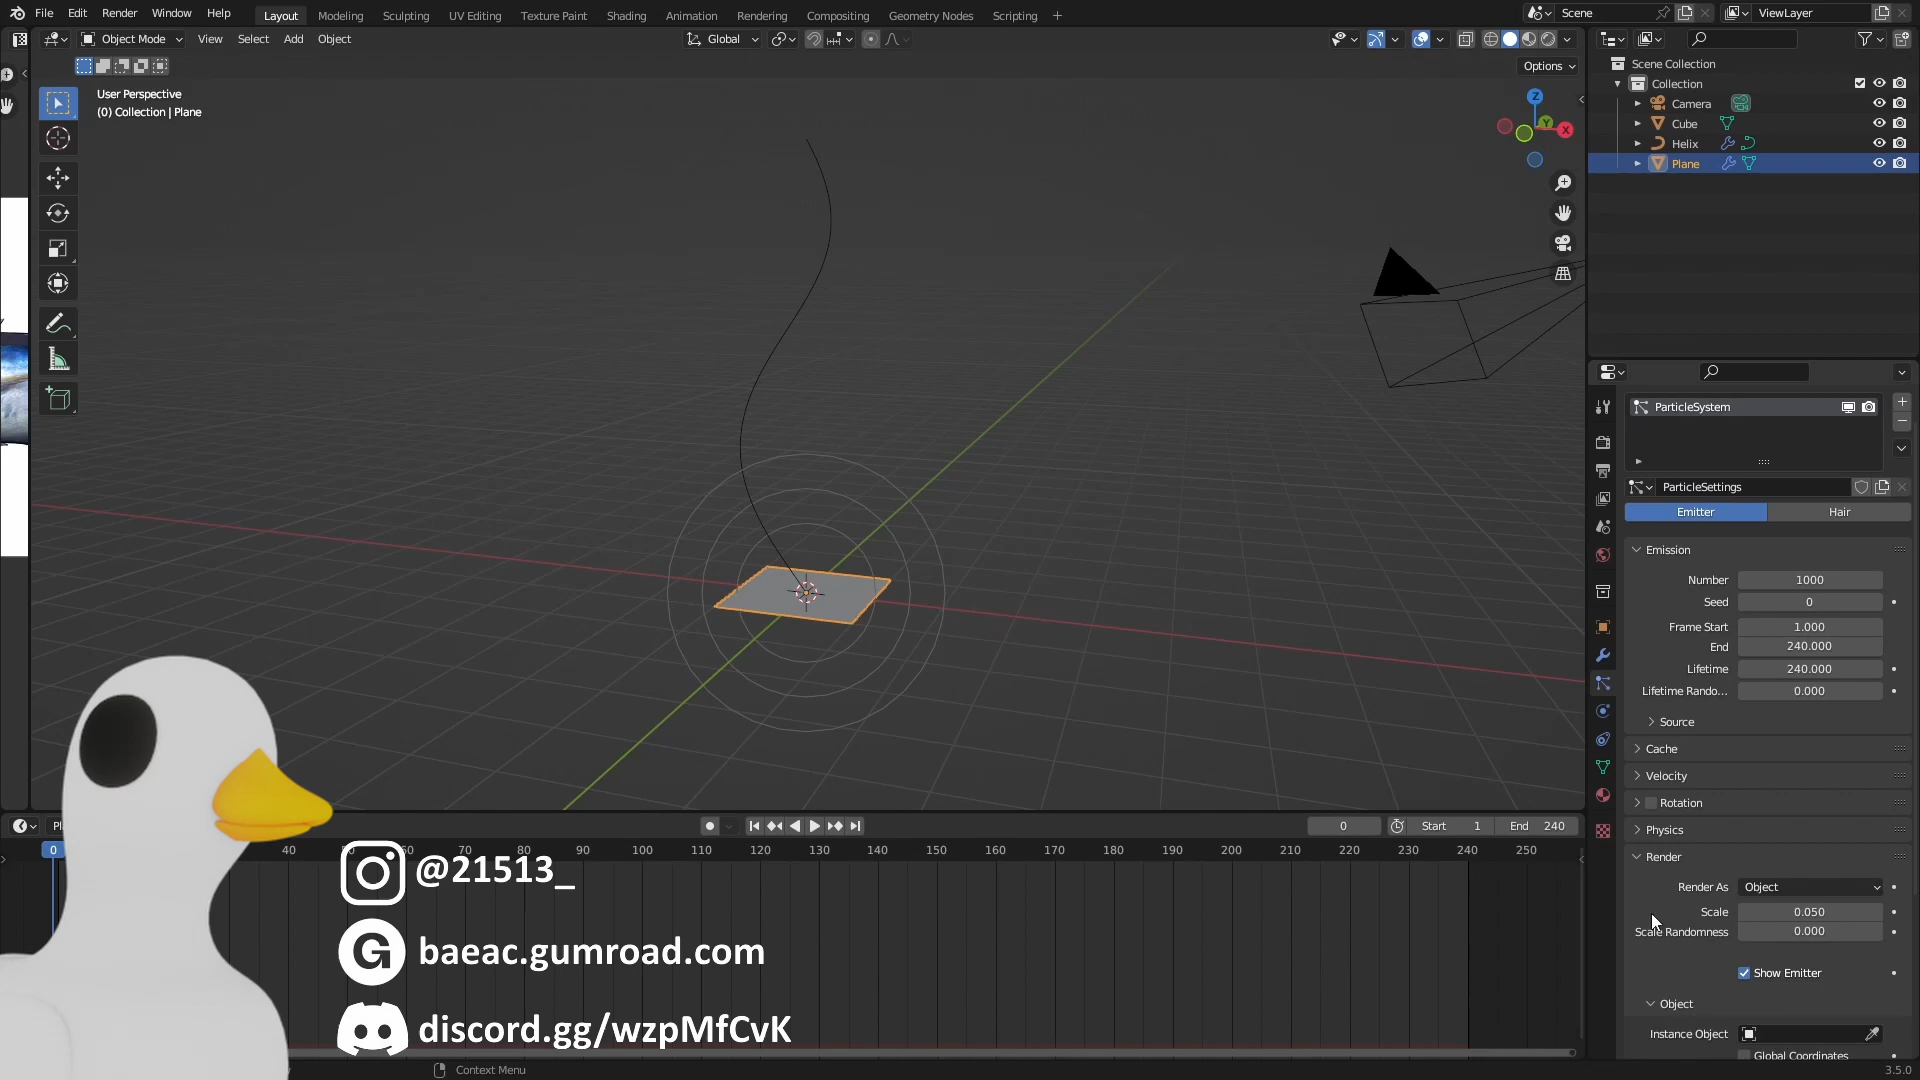 File Edit Render Window Help
Layout Modeling Sculpting UV Editing Texture Paint Shading Animation Rendering Compositing Geometry Nodes Scripting
Scene
ViewLayer
Object Mode
View Select Add Object
Global
Options
User Perspective
(0) Collection | Plane
Z
Y
X
Scene Collection
Collection
Camera
Cube
Helix
Plane
ParticleSystem
ParticleSettings
Emitter
Hair
Emission
Number 1000
Seed 0
Frame Start 1.000
End 240.000
Lifetime 240.000
Lifetime Rando... 0.000
Source
Cache
Velocity
Rotation
Physics
Render
Render As Object
Scale 0.050
Scale Randomness 0.000
Show Emitter
Object
Instance Object
Global Coordinates
0
Start 1
End 240
0 40 60 70 80 90 100 110 120 130 140 150 160 170 180 190 200 210 220 230 240 250
@21513_
baeac.gumroad.com
discord.gg/wzpMfCvK
Context Menu
3.5.0